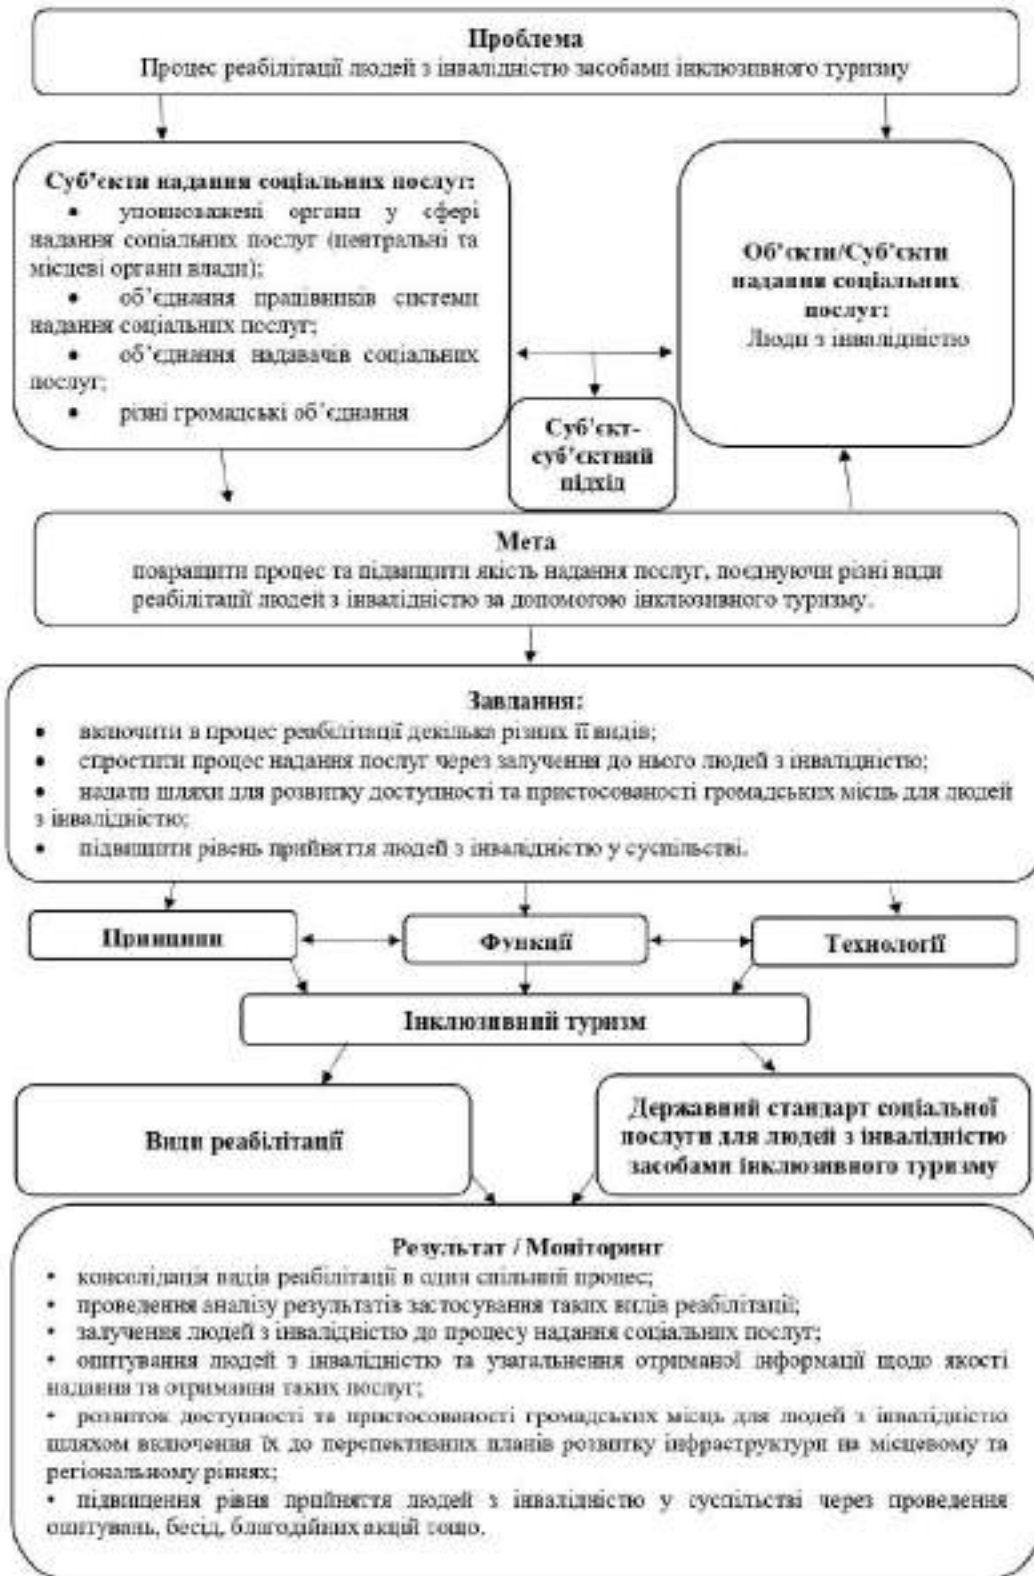 Проблема
Процес реабілітації людей з інвалідністю засобами інклюзивного туризму
Суб’єкти надання соціальних послуг:
• уповноважені органи у сфері
надання соціальних послуг (центральні та
місцеві органи влади);
• об’єднання працівників системи
надання соціальних послуг;
• об’єднання надавачів соціальних
послуг;
• різні громадські об’єднання
Об’єкти/Суб’єкти
надання соціальних
послуг:
Люди з інвалідністю
Суб’єкт-
суб’єктний
підхід
Мета
покращити процес та підвищити якість надання послуг, поєднуючи різні види
реабілітації людей з інвалідністю за допомогою інклюзивного туризму.
Завдання:
• включити в процес реабілітації декілька різних її видів;
• спростити процес надання послуг через залучення до нього людей з інвалідністю;
• надати шляхи для розвитку доступності та пристосованості громадських місць для людей
з інвалідністю;
• підвищити рівень прийняття людей з інвалідністю у суспільстві.
Принципи
Функції
Технології
Інклюзивний туризм
Види реабілітації
Державний стандарт соціальної
послуги для людей з інвалідністю
засобами інклюзивного туризму
Результат / Моніторинг
• консолідація видів реабілітації в один спільний процес;
• проведення аналізу результатів застосування таких видів реабілітації;
• залучення людей з інвалідністю до процесу надання соціальних послуг;
• опитування людей з інвалідністю та узагальнення отриманої інформації щодо якості
надання та отримання таких послуг;
• розвиток доступності та пристосованості громадських місць для людей з інвалідністю
шляхом включення їх до перспективних планів розвитку інфраструктури на місцевому та
регіональному рівнях;
• підвищення рівня прийняття людей з інвалідністю у суспільстві через проведення
опитувань, бесід, благодійних акцій тощо.